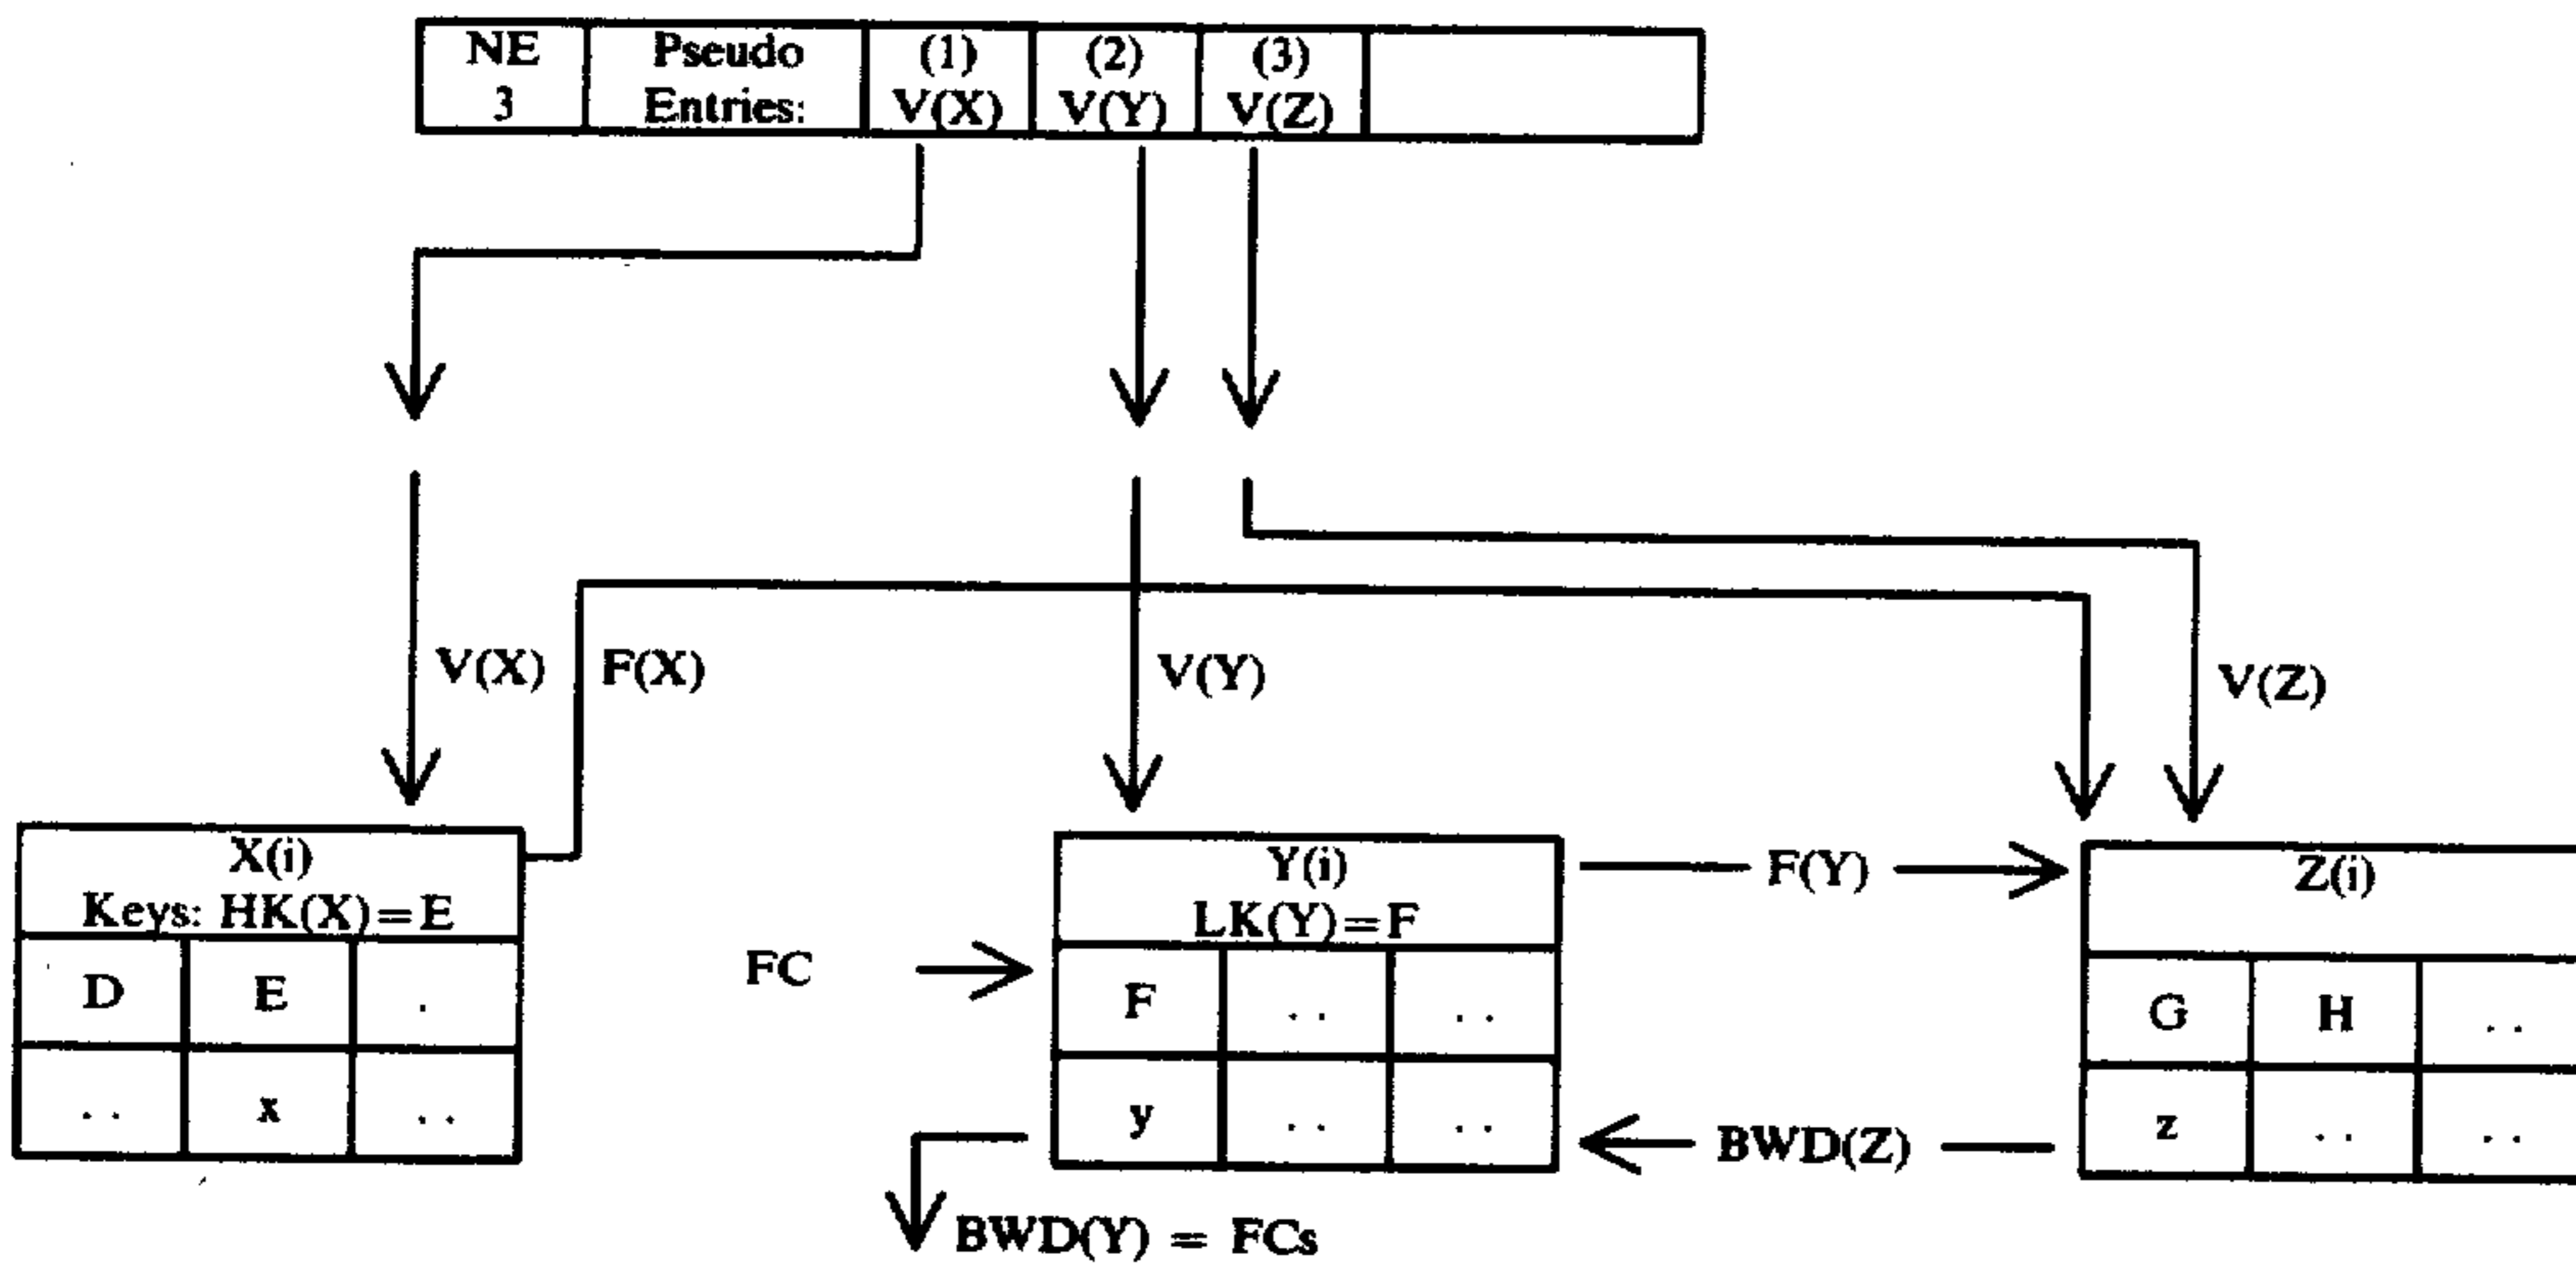 NE Pseudo (1) (2) (3)
3 Entries: V(X) V(Y) V(Z)
V(X) F(X) V(Y) V(Z)
X(i) Y(i) F(Y) Z(i)
Keys: HK(X)=E LK(Y)=F
FC
D E . F .. .. G H ..
.. x .. y .. .. z .. ..
BWD(Z)
BWD(Y) = FCs